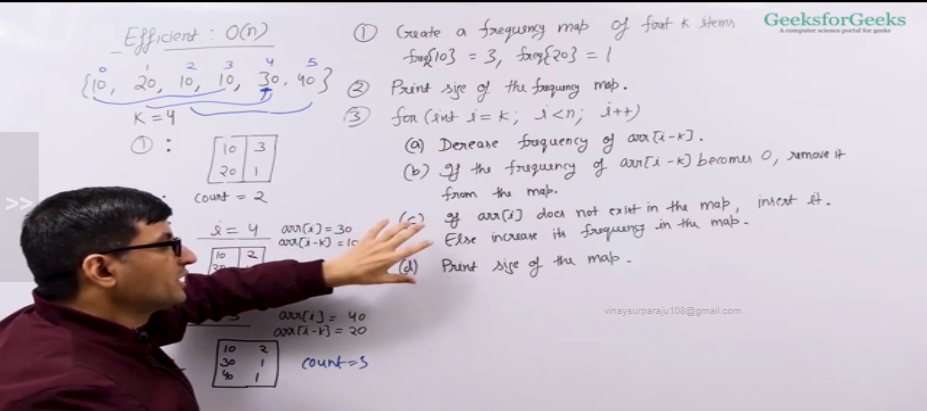 GeeksforGeeks
A computer science portal for geeks
Efficient : O(n)
0 1 2 3 4 5
{10, 20, 10, 10, 30, 40}
K = 4
① :
10 3
20 1
count = 2
i = 4 arr[i] = 30
arr[i-k] = 10
10 2
arr[i] = 40
arr[i-k] = 20
10 2
30 1
40 1
count = 3
① Create a frequency map of first K items
freq[10] = 3, freq[20] = 1
② Print size of the frequency map.
③ for (int i = k; i < n; i++)
(a) Decrease frequency of arr[i-k].
(b) If the frequency of arr[i-k] becomes 0, remove it
from the map.
(c) If arr[i] does not exist in the map, insert it.
Else increase its frequency in the map.
(d) Print size of the map.
vinaysurparaju108@gmail.com
>>